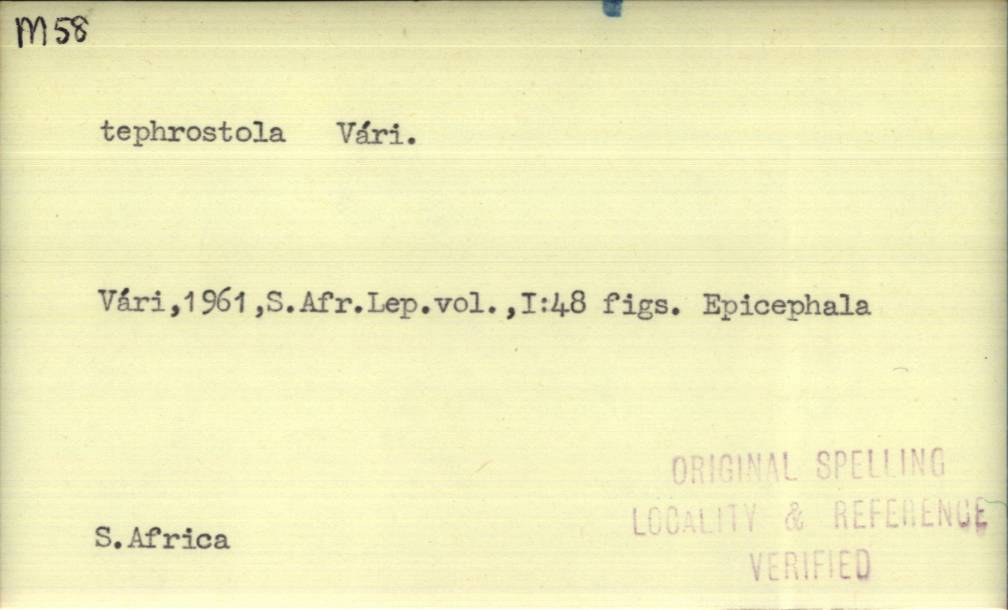 M58
tephrostola Vári.
Vári,1961,S.Afr.Lep.vol.,I:48 figs. Epicephala
ORIGINAL SPELLING
LOCALITY & REFERENCE
VERIFIED
S.Africa